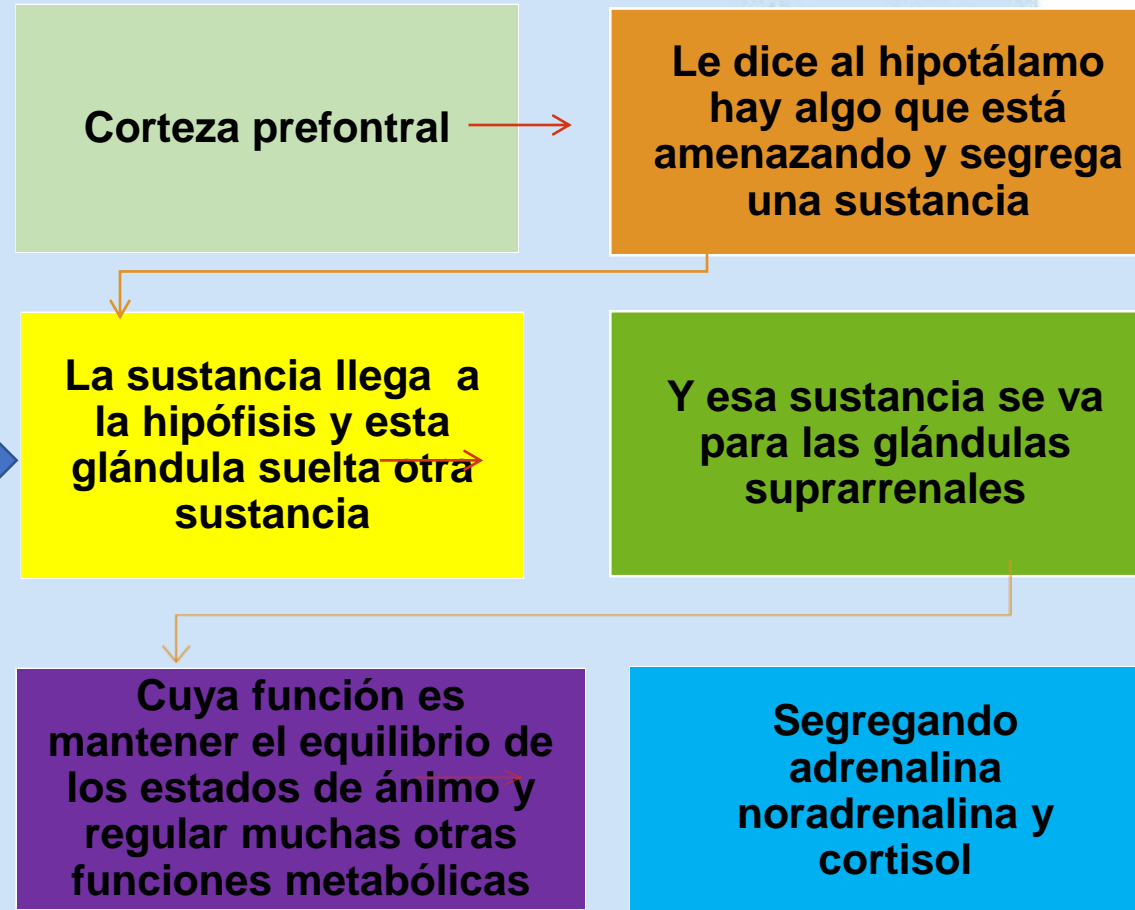 Corteza prefontral
Le dice al hipotálamo
hay algo que está
amenazando y segrega
una sustancia
La sustancia llega a
la hipófisis y esta
glándula suelta otra
sustancia
Y esa sustancia se va
para las glándulas
suprarrenales
Cuya función es
mantener el equilibrio de
los estados de ánimo y
regular muchas otras
funciones metabólicas
Segregando
adrenalina
noradrenalina y
cortisol